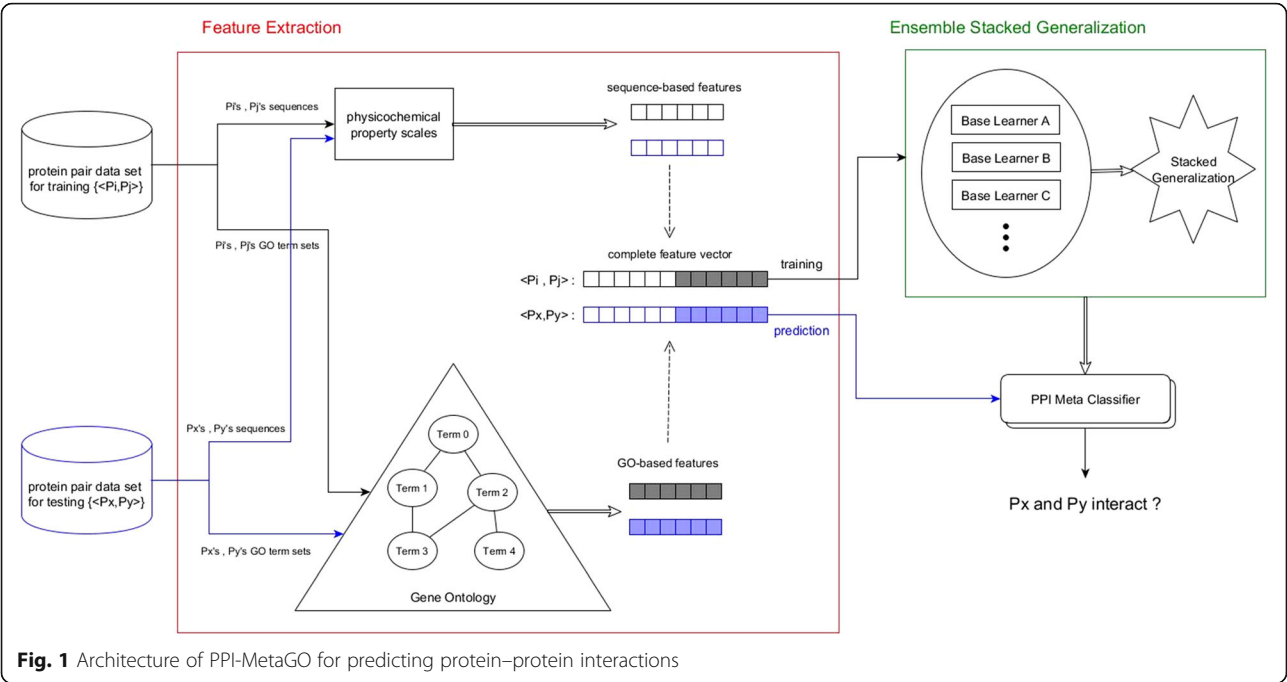 Feature Extraction
Ensemble Stacked Generalization
protein pair data set
for training {<Pi,Pj>}
Pi's , Pj's sequences
physicochemical
property scales
sequence-based features
Pi's , Pj's GO term sets
complete feature vector
<Pi , Pj> :
training
<Px,Py> :
prediction
Base Learner A
Base Learner B
Base Learner C
Stacked
Generalization
protein pair data set
for testing {<Px,Py>}
Px's , Py's sequences
Px's , Py's GO term sets
Term 0
Term 1
Term 2
Term 3
Term 4
Gene Ontology
GO-based features
PPI Meta Classifier
Px and Py interact ?
Fig. 1 Architecture of PPI-MetaGO for predicting protein–protein interactions